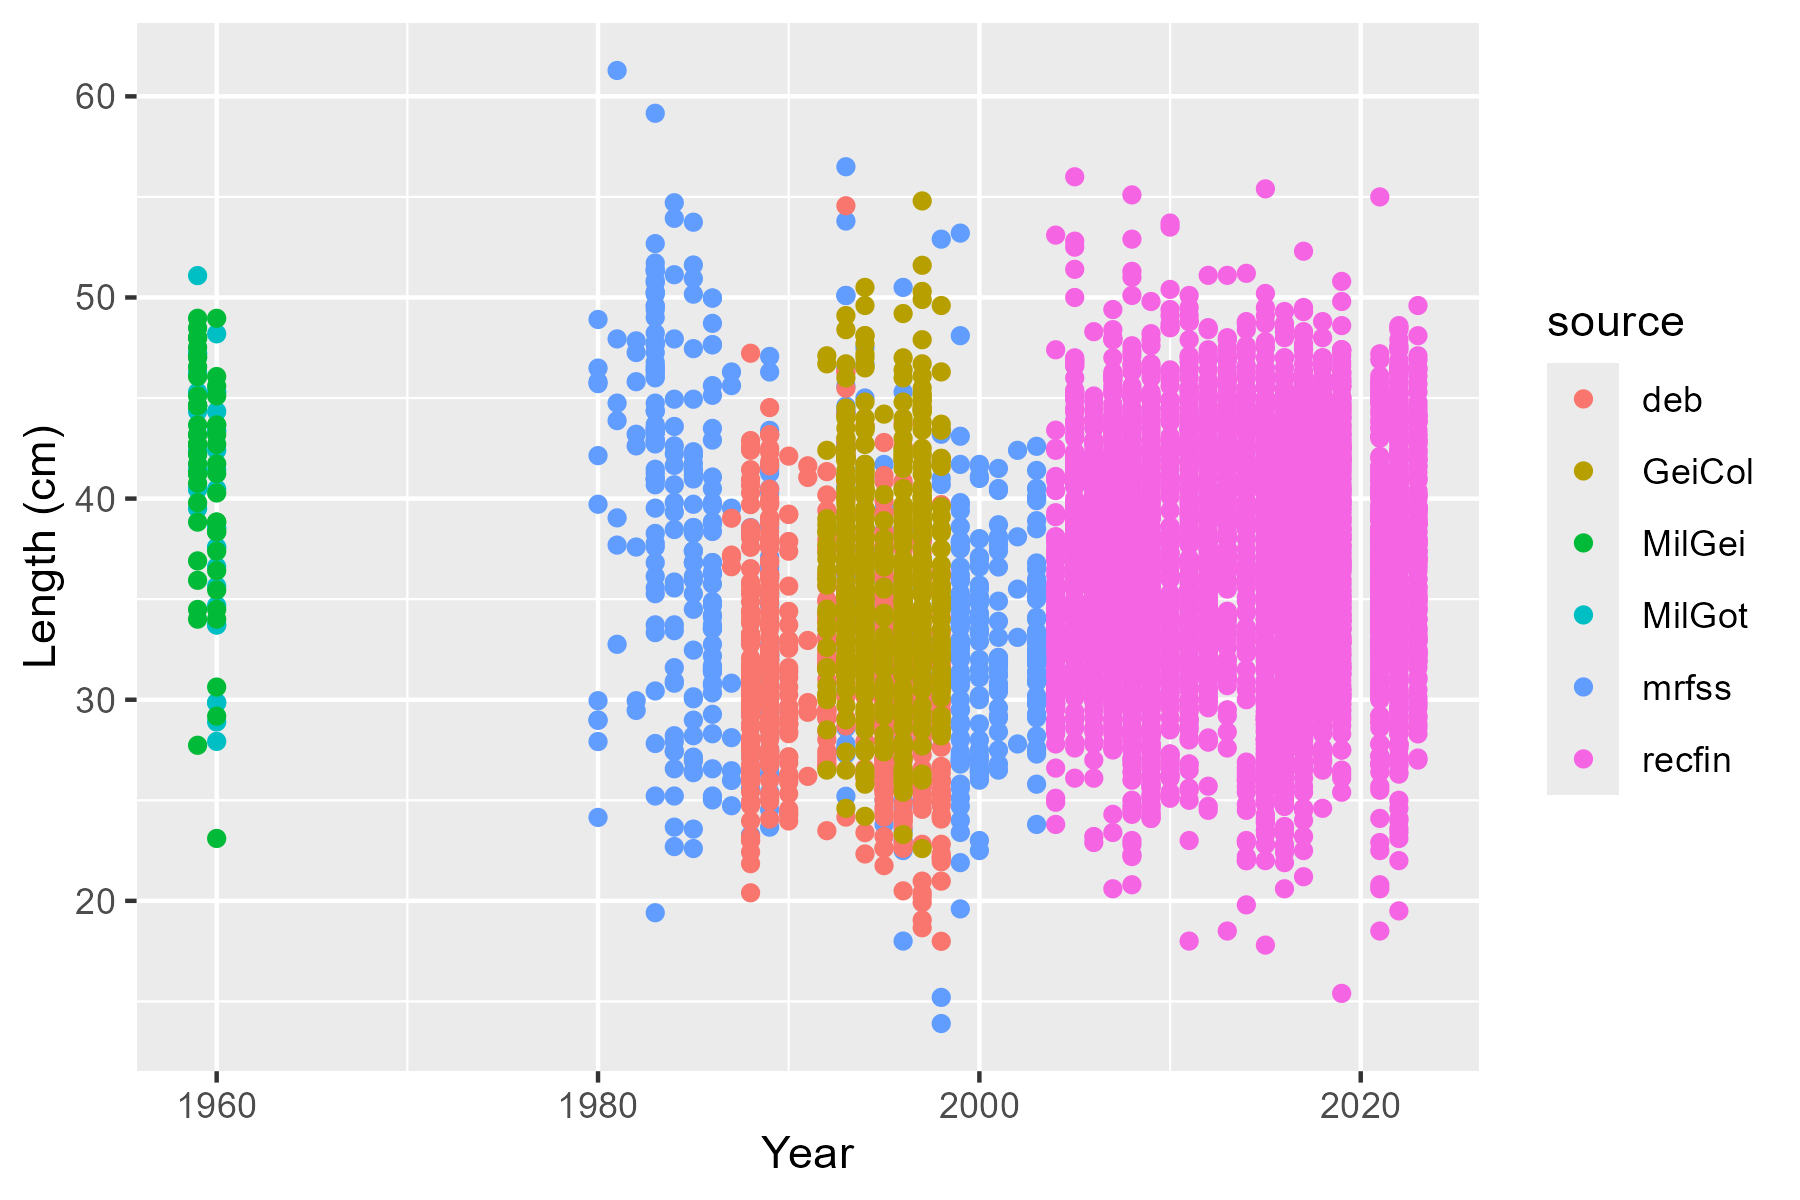 60
50
40
30
20
Length (cm)
1960
1980
2000
2020
Year
source
deb
GeiCol
MilGei
MilGot
mrfss
recfin